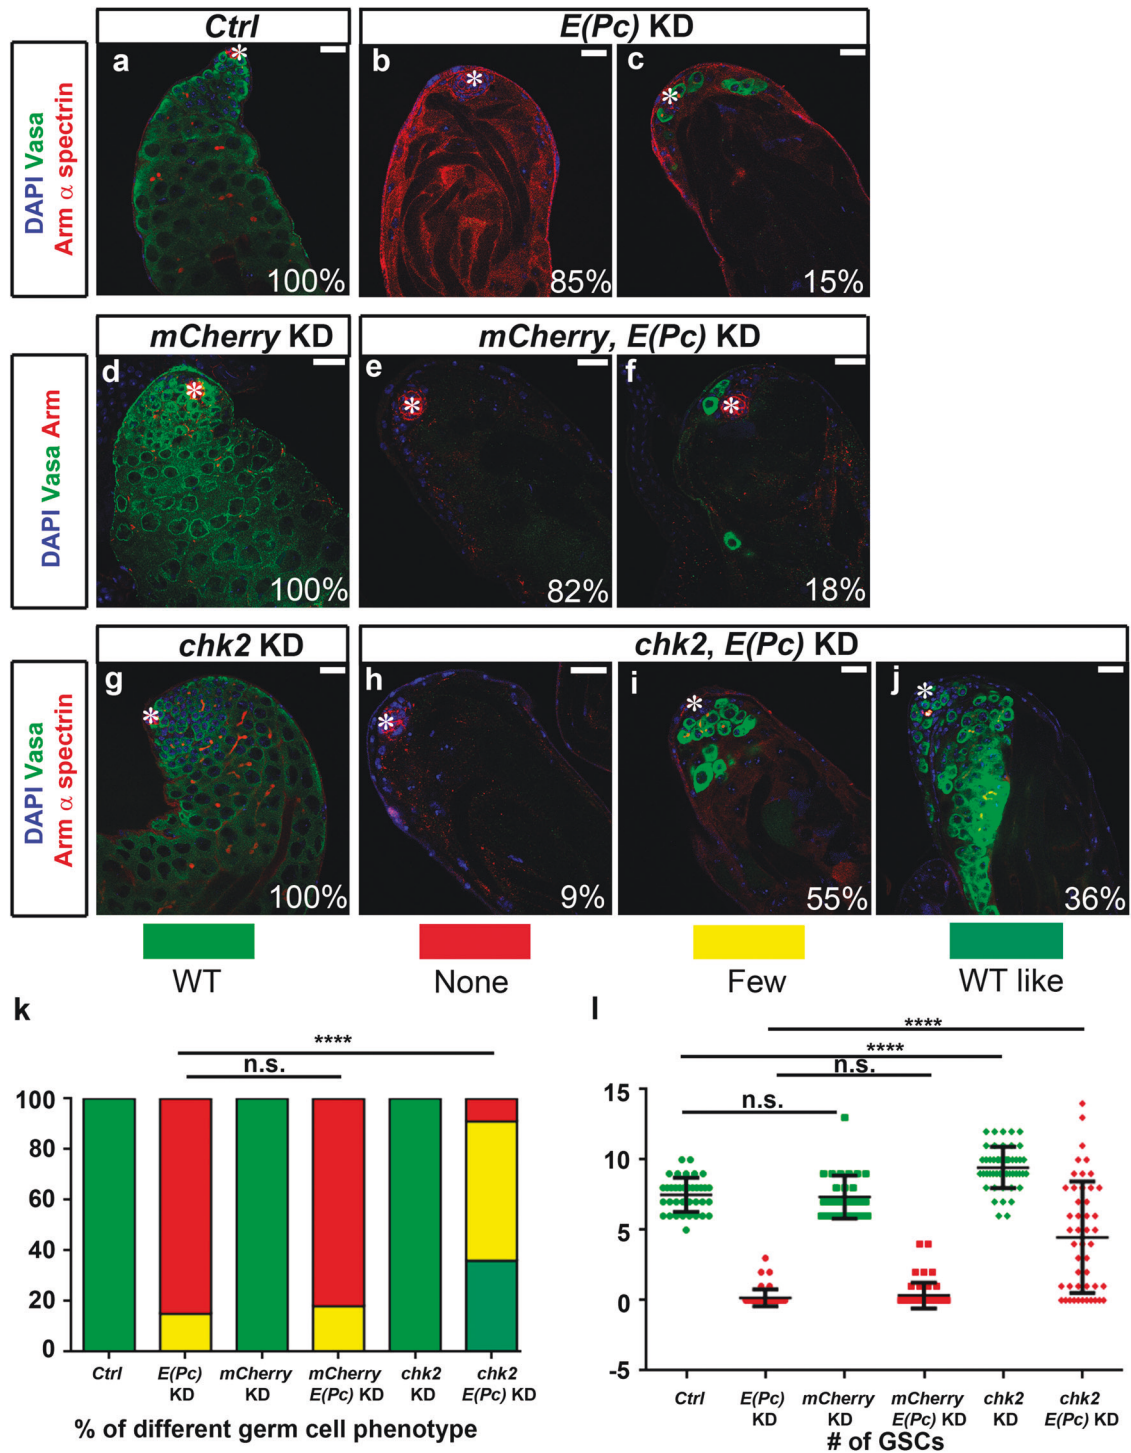 Ctrl
E(Pc) KD
DAPI Vasa
Arm α spectrin
a
*
100%
b
*
85%
c
*
15%
mCherry KD
mCherry, E(Pc) KD
DAPI Vasa Arm
d
*
100%
e
*
82%
f
*
18%
chk2 KD
chk2, E(Pc) KD
DAPI Vasa
Arm α spectrin
g
*
100%
h
*
9%
i
*
55%
j
*
36%
WT
None
Few
WT like
k
****
n.s.
100
80
60
40
20
0
Ctrl
E(Pc)
KD
mCherry
KD
mCherry
E(Pc) KD
chk2
KD
chk2
E(Pc) KD
% of different germ cell phenotype
l
****
****
n.s.
n.s.
15
10
5
0
-5
Ctrl
E(Pc)
KD
mCherry
KD
mCherry
E(Pc) KD
chk2
KD
chk2
E(Pc) KD
# of GSCs